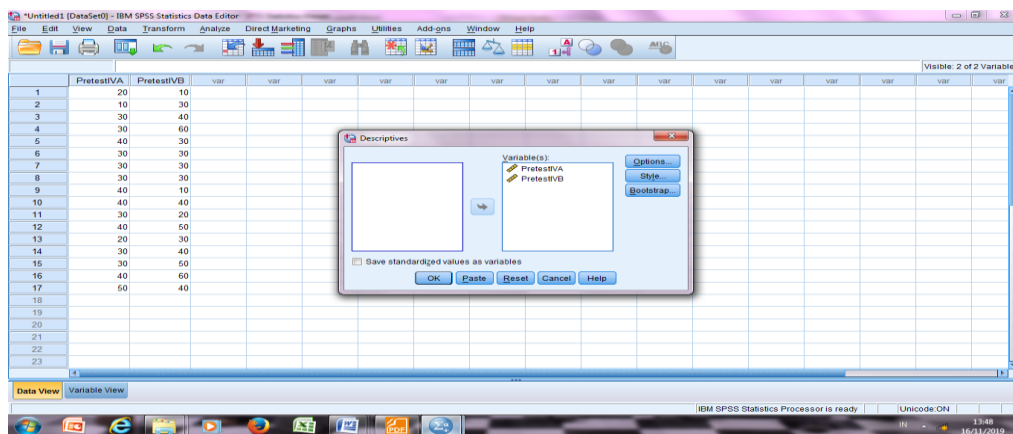 *Untitled1 [DataSet0] - IBM SPSS Statistics Data Editor
File Edit View Data Transform Analyze Direct Marketing Graphs Utilities Add-ons Window Help
Visible: 2 of 2 Variable
PretestIVA PretestIVB var var var var var var var var var var var var var var
1 20 10
2 10 30
3 30 40
4 30 60
5 40 30
6 30 30
7 30 30
8 30 30
9 40 10
10 40 40
11 30 20
12 40 50
13 20 30
14 30 40
15 30 50
16 40 60
17 50 40
18
19
20
21
22
23
Descriptives
Variable(s):
PretestIVA
PretestIVB
Options...
Style...
Bootstrap...
Save standardized values as variables
OK Paste Reset Cancel Help
Data View Variable View
IBM SPSS Statistics Processor is ready Unicode:ON
IN 13:48
16/11/2019